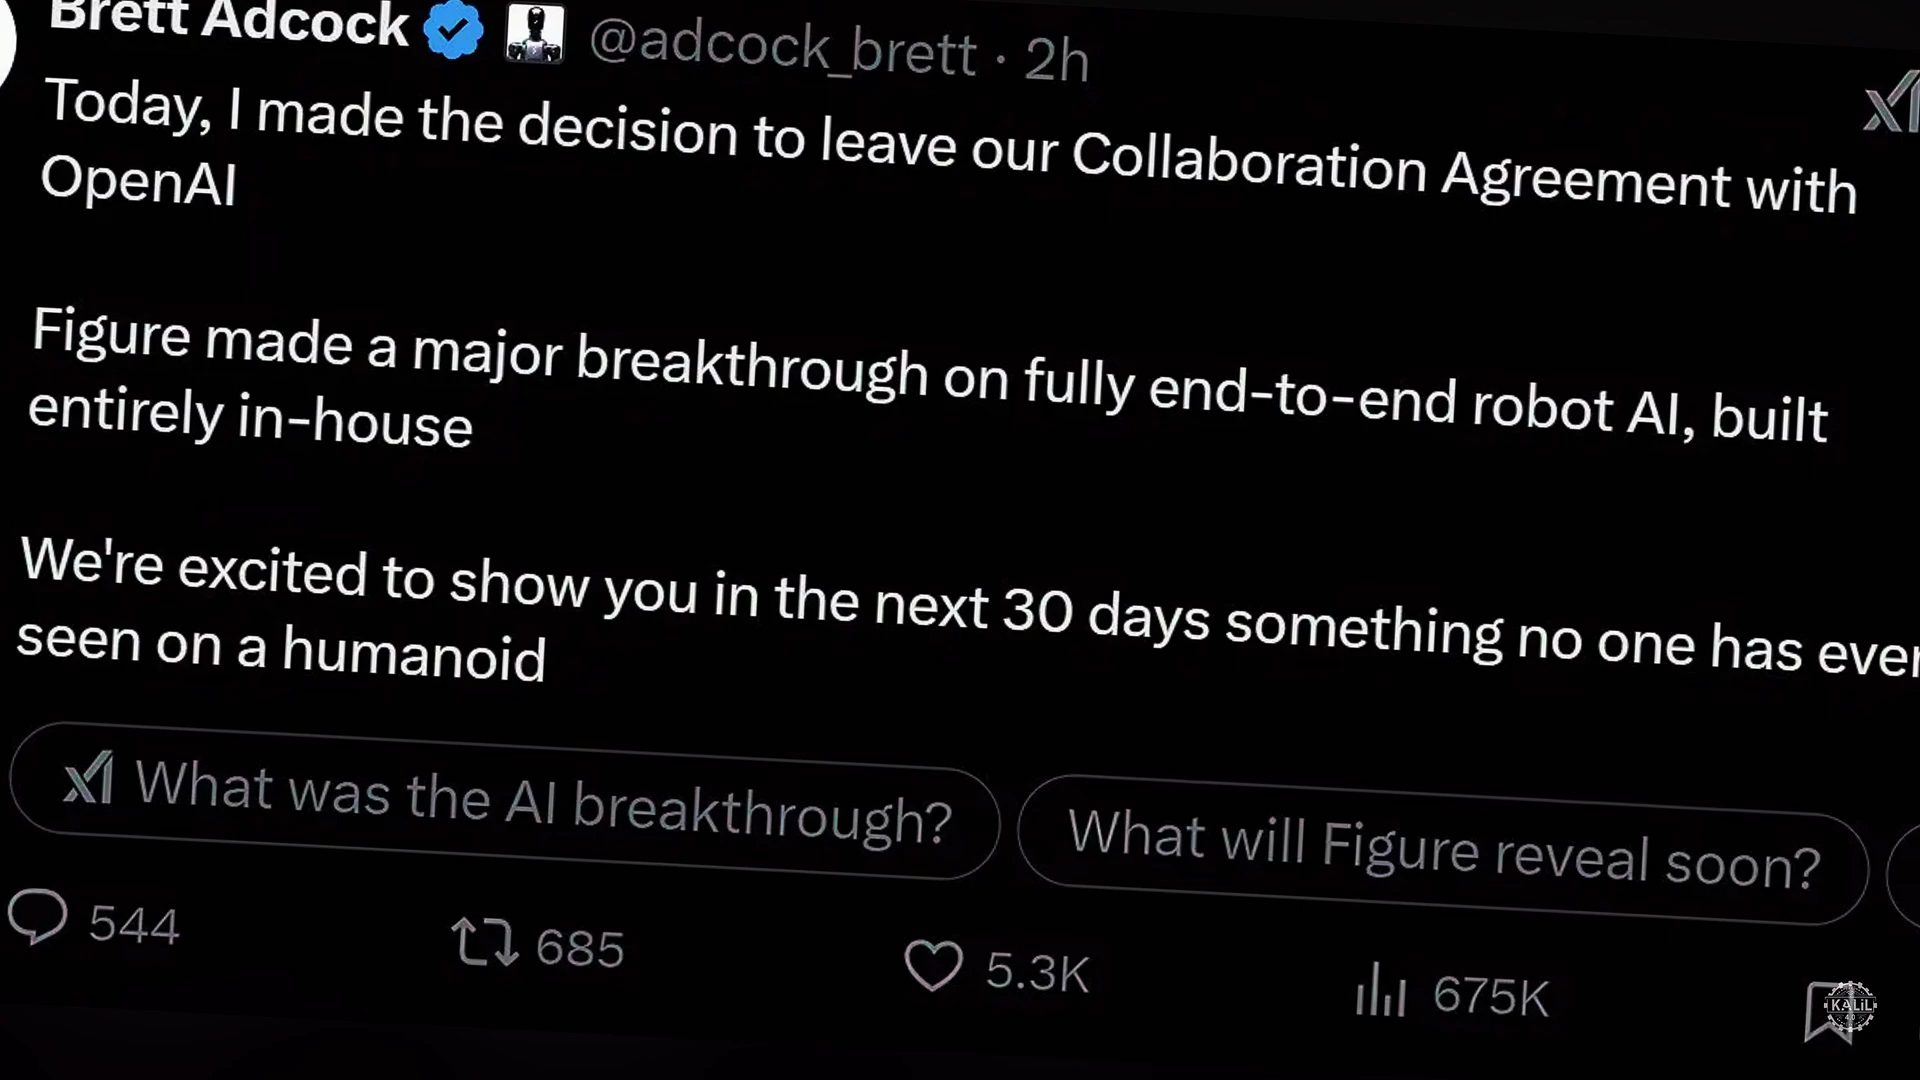 Brett Adcock @adcock_brett · 2h
Today, I made the decision to leave our Collaboration Agreement with
OpenAI
Figure made a major breakthrough on fully end-to-end robot AI, built
entirely in-house
We're excited to show you in the next 30 days something no one has ever
seen on a humanoid
What was the AI breakthrough? What will Figure reveal soon?
544 685 5.3K 675K
KALiL
4.0